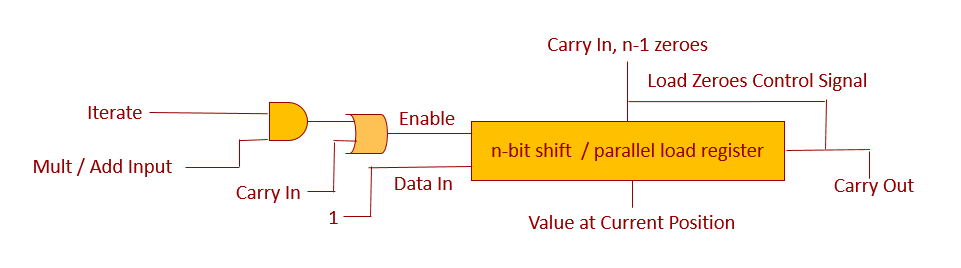 Carry In, n-1 zeroes
Load Zeroes Control Signal
Iterate
Enable
n-bit shift / parallel load register
Mult / Add Input
Carry In
Data In
Carry Out
1
Value at Current Position